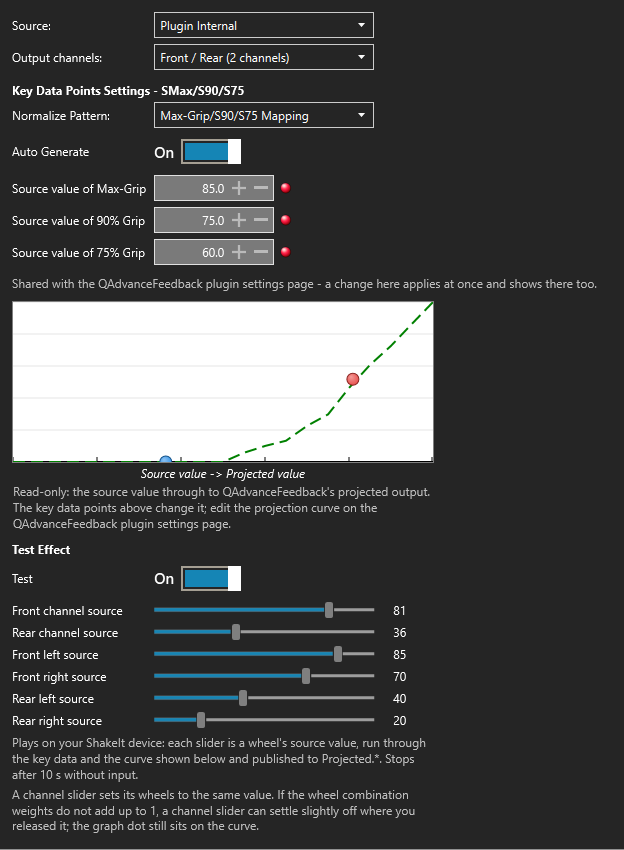 Source: Plugin Internal
Output channels: Front / Rear (2 channels)
Key Data Points Settings - SMax/S90/S75
Normalize Pattern: Max-Grip/S90/S75 Mapping
Auto Generate On
Source value of Max-Grip 85.0
Source value of 90% Grip 75.0
Source value of 75% Grip 60.0
Shared with the QAdvanceFeedback plugin settings page - a change here applies at once and shows there too.
Source value -> Projected value
Read-only: the source value through to QAdvanceFeedback's projected output.
The key data points above change it; edit the projection curve on the
QAdvanceFeedback plugin settings page.
Test Effect
Test On
Front channel source 81
Rear channel source 36
Front left source 85
Front right source 70
Rear left source 40
Rear right source 20
Plays on your ShakeIt device: each slider is a wheel's source value, run through
the key data and the curve shown below and published to Projected.*. Stops
after 10 s without input.
A channel slider sets its wheels to the same value. If the wheel combination
weights do not add up to 1, a channel slider can settle slightly off where you
released it; the graph dot still sits on the curve.